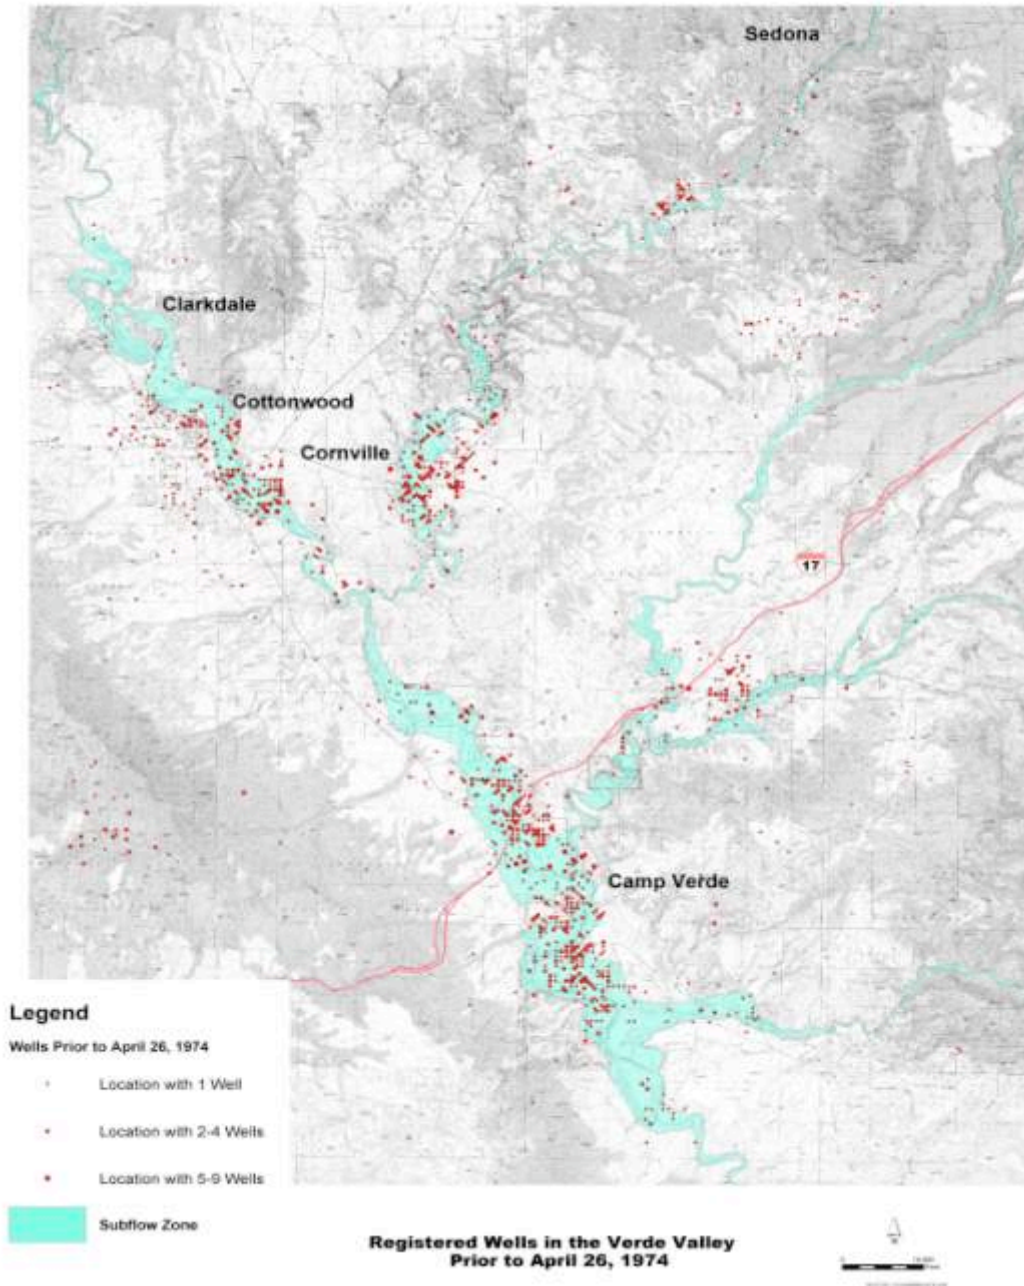 Sedona
Clarkdale
Cottonwood
Cornville
17
Camp Verde
Legend
Wells Prior to April 26, 1974
Location with 1 Well
Location with 2-4 Wells
Location with 5-9 Wells
Subflow Zone
Registered Wells in the Verde Valley
Prior to April 26, 1974